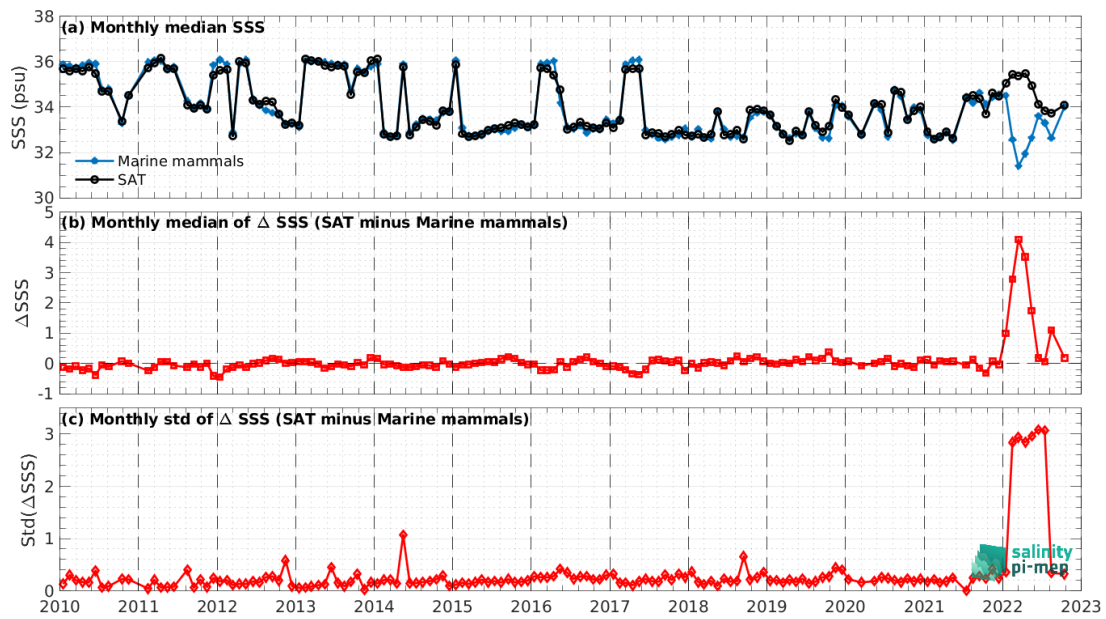 (a) Monthly median SSS
38
36
34
32
30
SSS (psu)
Marine mammals
SAT
(b) Monthly median of Δ SSS (SAT minus Marine mammals)
5
4
3
2
1
0
-1
ΔSSS
(c) Monthly std of Δ SSS (SAT minus Marine mammals)
3
2
1
0
Std(ΔSSS)
salinity
pi-mep
2010 2011 2012 2013 2014 2015 2016 2017 2018 2019 2020 2021 2022 2023